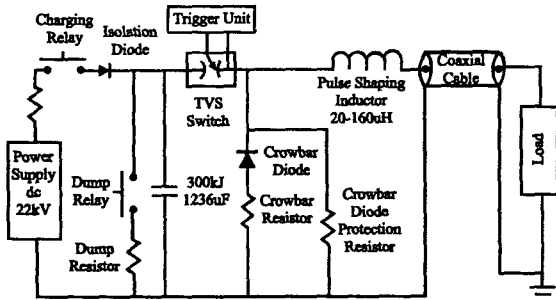 Charging
Relay
Isolation
Diode
Trigger Unit
TVS
Switch
Pulse Shaping
Inductor
20-160uH
Coaxial
Cable
Power
Supply
dc
22kV
Dump
Relay
Dump
Resistor
300kJ
1236uF
Crowbar
Diode
Crowbar
Resistor
Crowbar
Diode
Protection
Resistor
Load